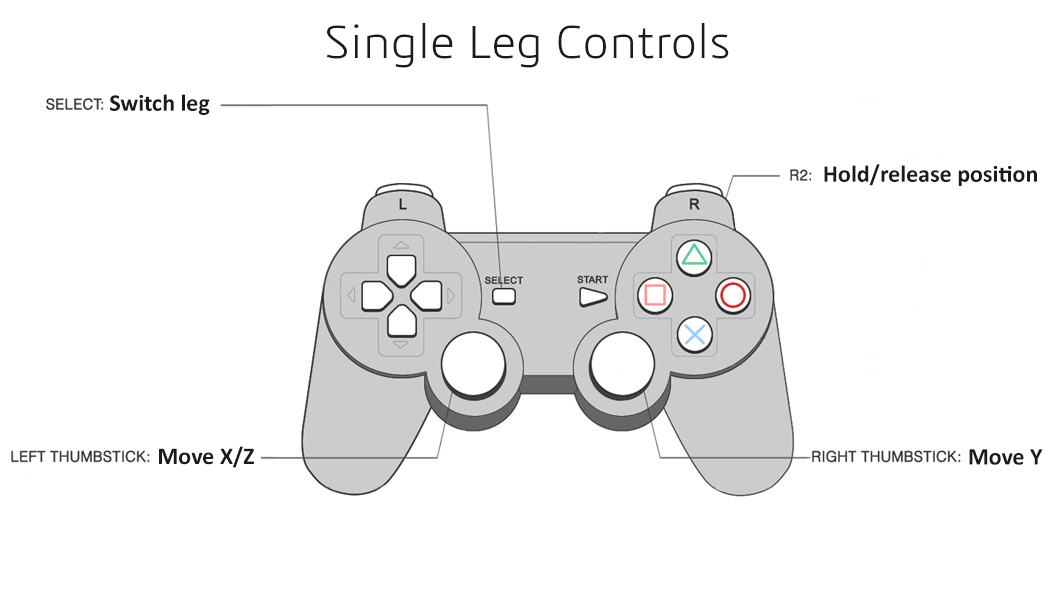 Single Leg Controls
SELECT: Switch leg
R2: Hold/release position
L
R
SELECT
START
LEFT THUMBSTICK: Move X/Z
RIGHT THUMBSTICK: Move Y